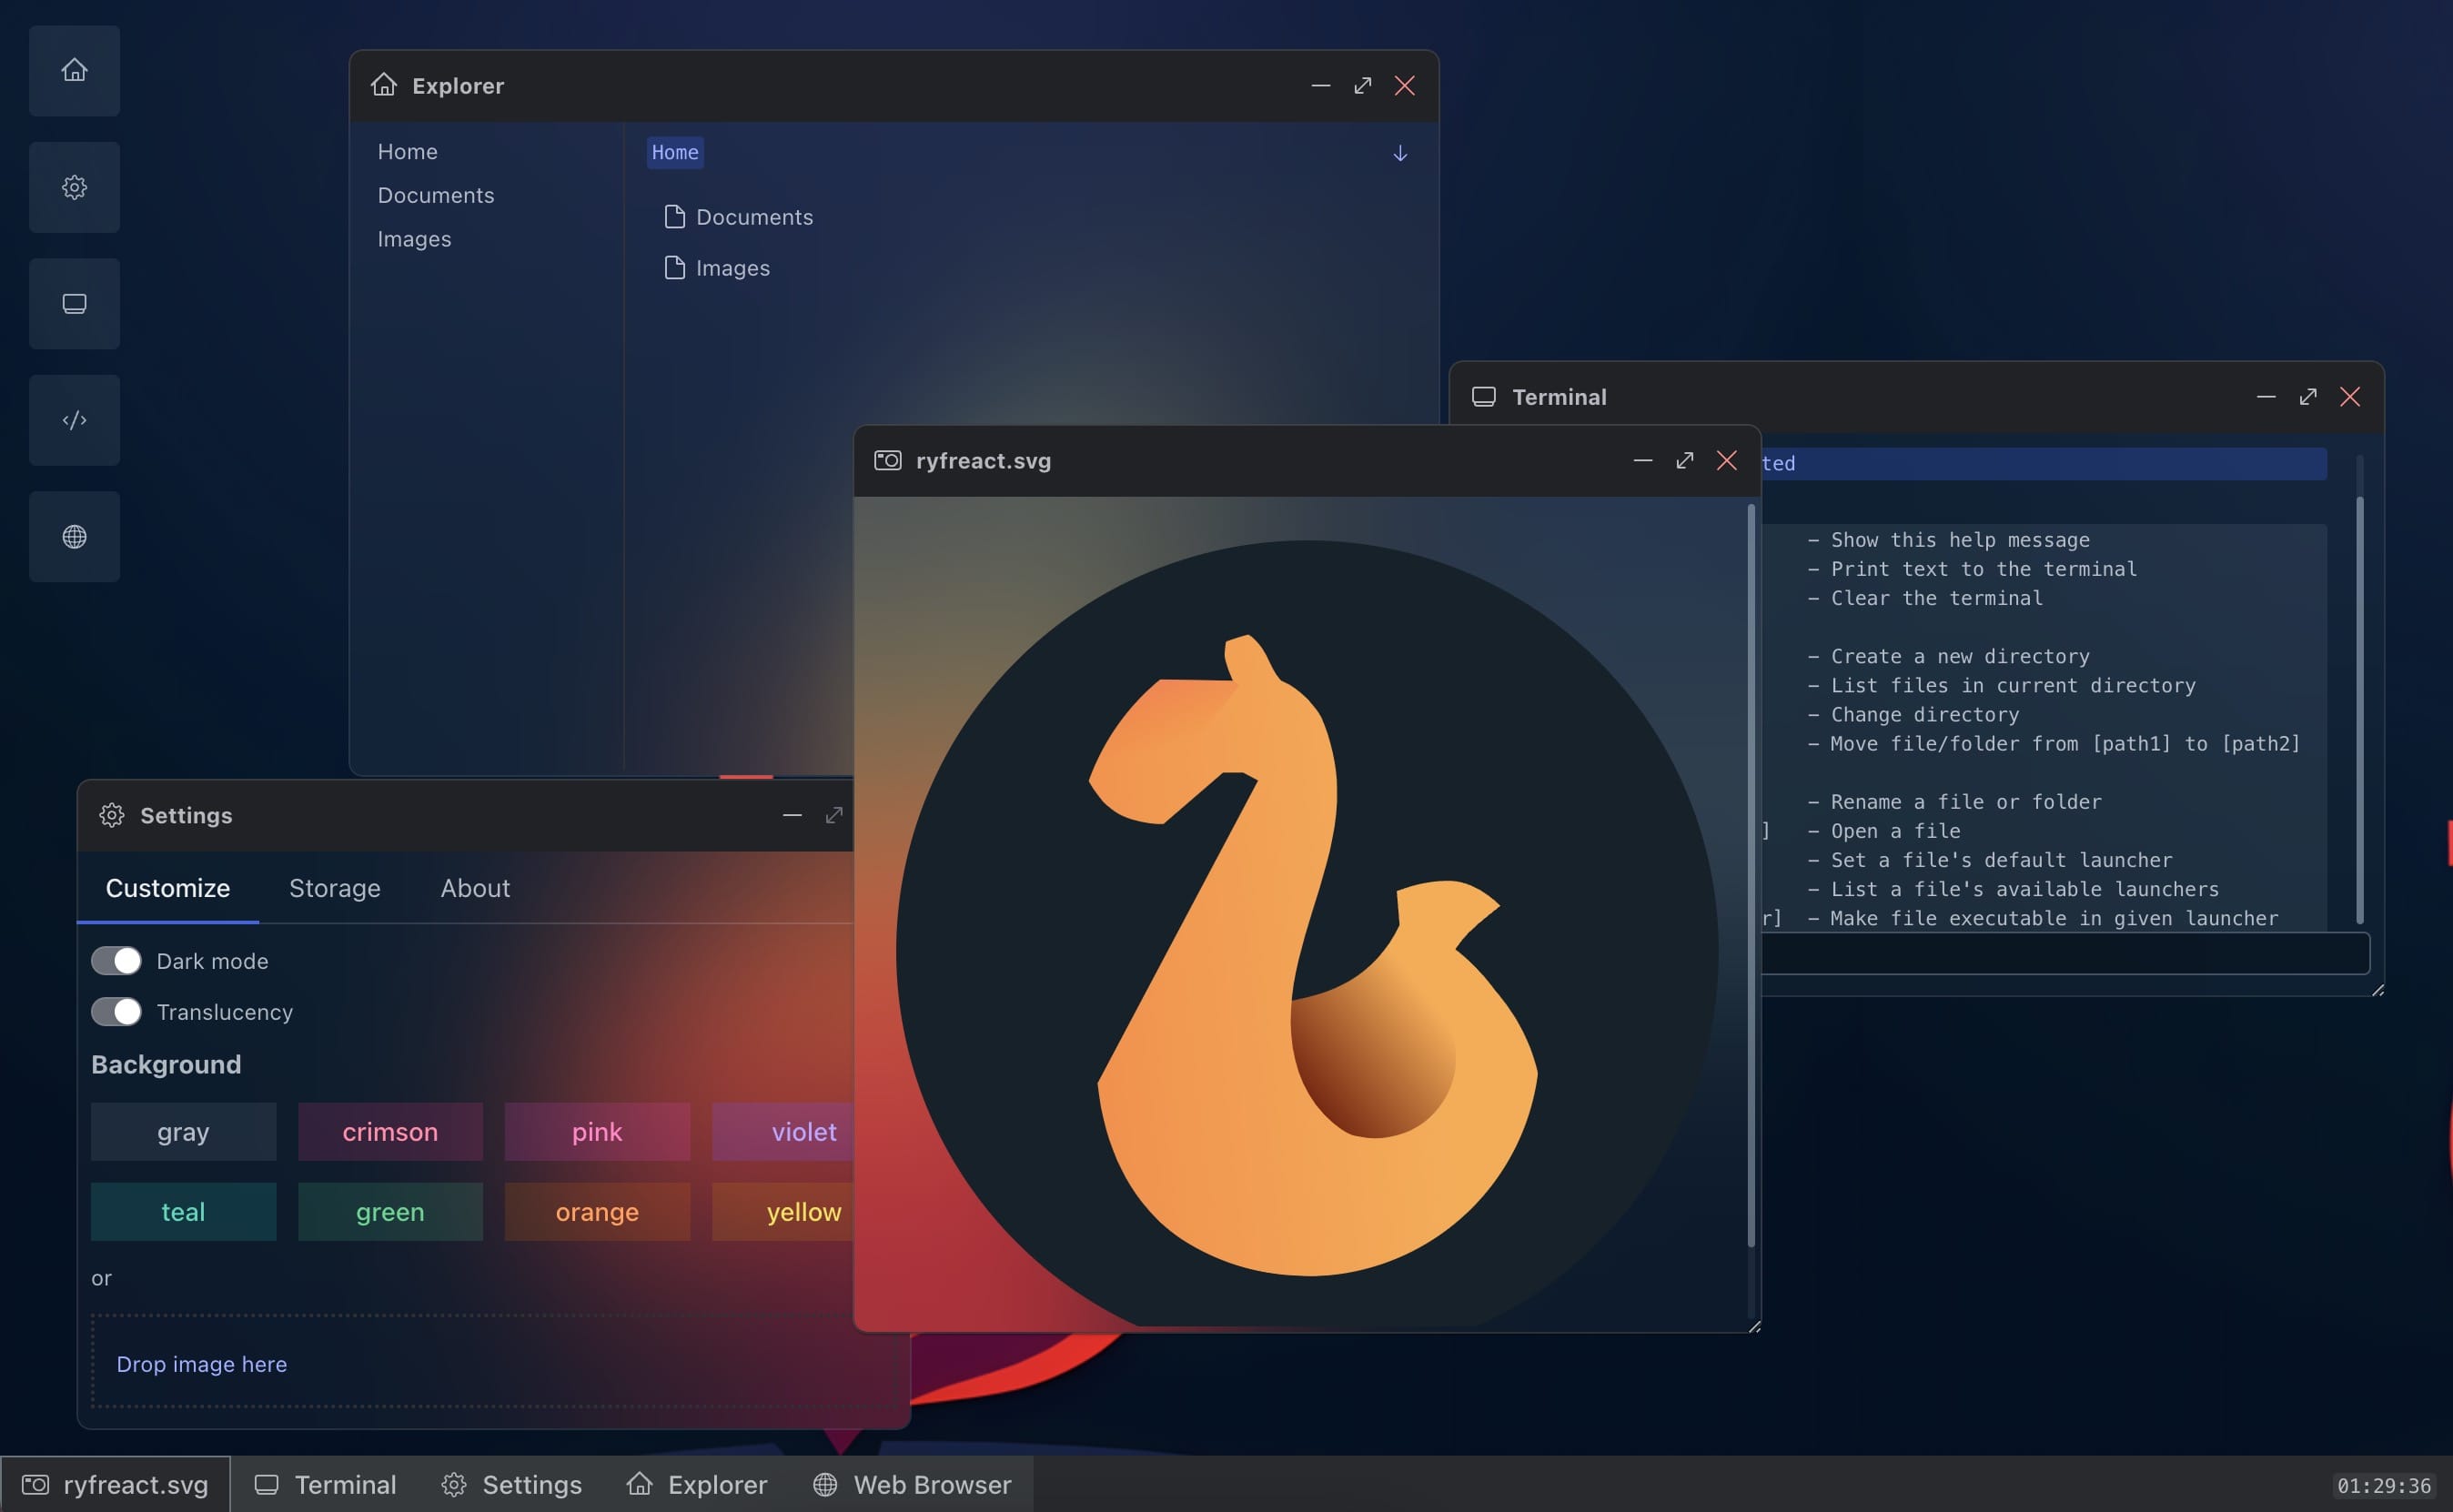 Explorer
Home
Documents
Images
Home
Documents
Images
Terminal
ted
– Show this help message
– Print text to the terminal
– Clear the terminal
– Create a new directory
– List files in current directory
– Change directory
– Move file/folder from [path1] to [path2]
– Rename a file or folder
] – Open a file
– Set a file's default launcher
– List a file's available launchers
r] – Make file executable in given launcher
ryfreact.svg
Settings
Customize Storage About
Dark mode
Translucency
Background
gray crimson pink violet
teal green orange yellow
or
Drop image here
ryfreact.svg Terminal Settings Explorer Web Browser 01:29:36